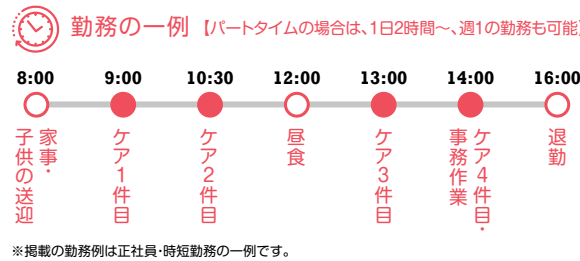 勤務の一例【パートタイムの場合は、1日2時間〜、週1の勤務も可能】
8:00
9:00
10:30
12:00
13:00
14:00
16:00
家事・
子供の送迎
ケア1件目
ケア2件目
昼食
ケア3件目
ケア4件目・
事務作業
退勤
※掲載の勤務例は正社員・時短勤務の一例です。